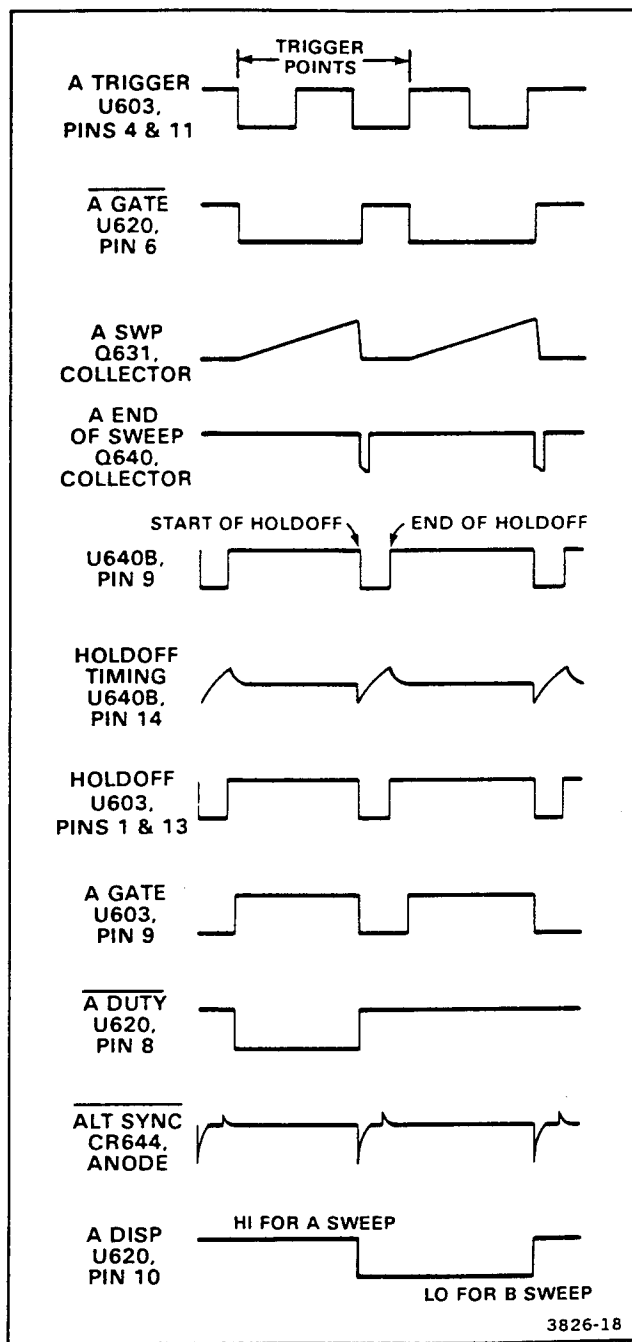 TRIGGER
POINTS
A TRIGGER
U603,
PINS 4 & 11
A GATE
U620,
PIN 6
A SWP
Q631,
COLLECTOR
A END
OF SWEEP
Q640,
COLLECTOR
START OF HOLDOFF
END OF HOLDOFF
U640B,
PIN 9
HOLDOFF
TIMING
U640B,
PIN 14
HOLDOFF
U603,
PINS 1 & 13
A GATE
U603,
PIN 9
A DUTY
U620,
PIN 8
ALT SYNC
CR644,
ANODE
HI FOR A SWEEP
A DISP
U620,
PIN 10
LO FOR B SWEEP
3826-18